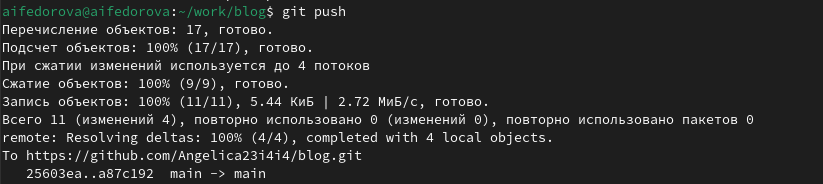 aifedorova@aifedorova:~/work/blog$ git push
Перечисление объектов: 17, готово.
Подсчет объектов: 100% (17/17), готово.
При сжатии изменений используется до 4 потоков
Сжатие объектов: 100% (9/9), готово.
Запись объектов: 100% (11/11), 5.44 КиБ | 2.72 МиБ/с, готово.
Всего 11 (изменений 4), повторно использовано 0 (изменений 0), повторно использовано пакетов 0
remote: Resolving deltas: 100% (4/4), completed with 4 local objects.
To https://github.com/Angelica23i4i4/blog.git
   25603ea..a87c192  main -> main